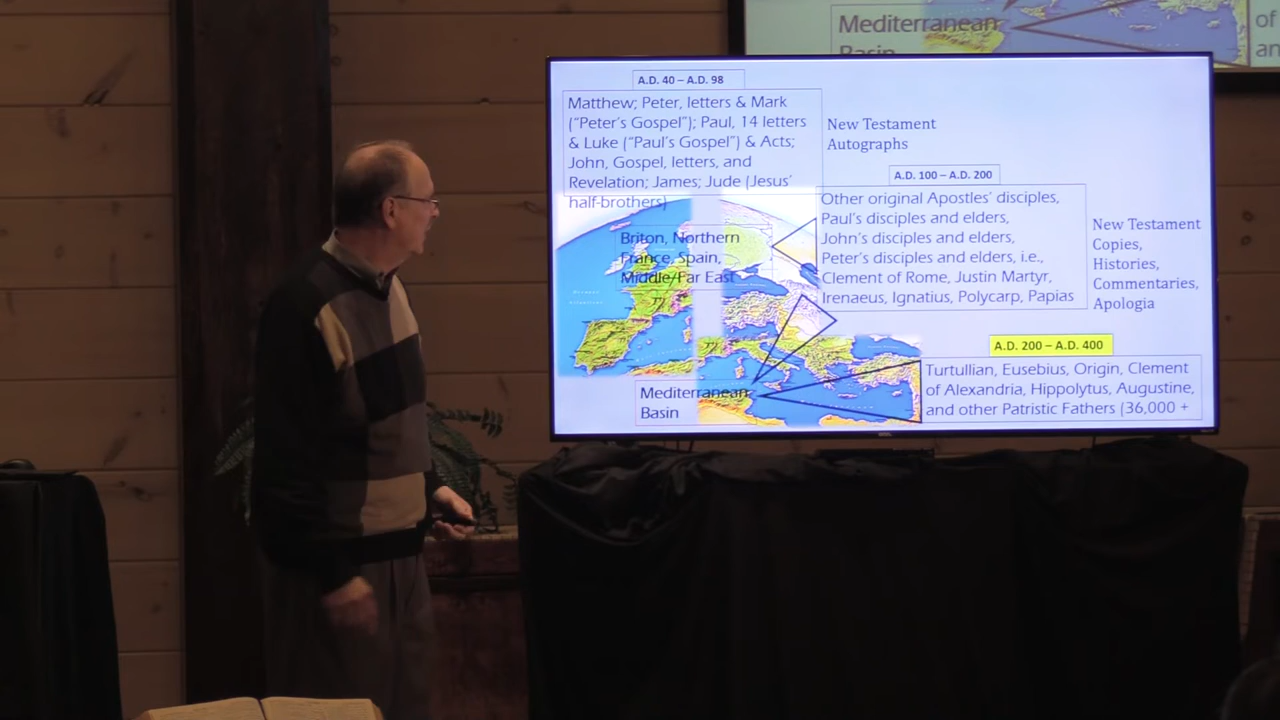 Mediterranean
Basin
of
an
A.D. 40 – A.D. 98
Matthew; Peter, letters & Mark
("Peter's Gospel"); Paul, 14 letters
& Luke ("Paul's Gospel") & Acts;
John, Gospel, letters, and
Revelation; James; Jude (Jesus'
half-brothers)
New Testament
Autographs
A.D. 100 – A.D. 200
Other original Apostles' disciples,
Paul's disciples and elders,
John's disciples and elders,
Peter's disciples and elders, i.e.,
Clement of Rome, Justin Martyr,
Irenaeus, Ignatius, Polycarp, Papias
New Testament
Copies,
Histories,
Commentaries,
Apologia
Briton, Northern
France, Spain,
Middle/Far East
A.D. 200 – A.D. 400
Turtullian, Eusebius, Origin, Clement
of Alexandria, Hippolytus, Augustine,
and other Patristic Fathers (36,000 +
Mediterranean
Basin